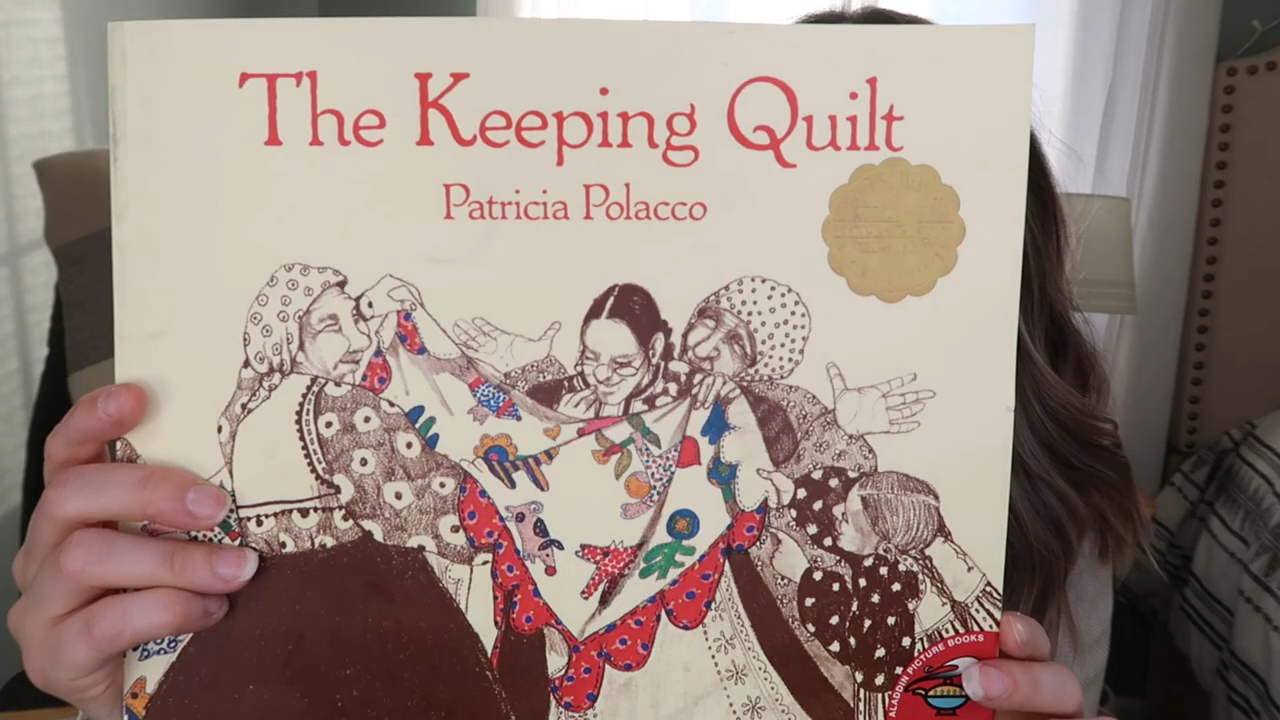 The Keeping Quilt
Patricia Polacco
ALADDIN PICTURE BOOKS